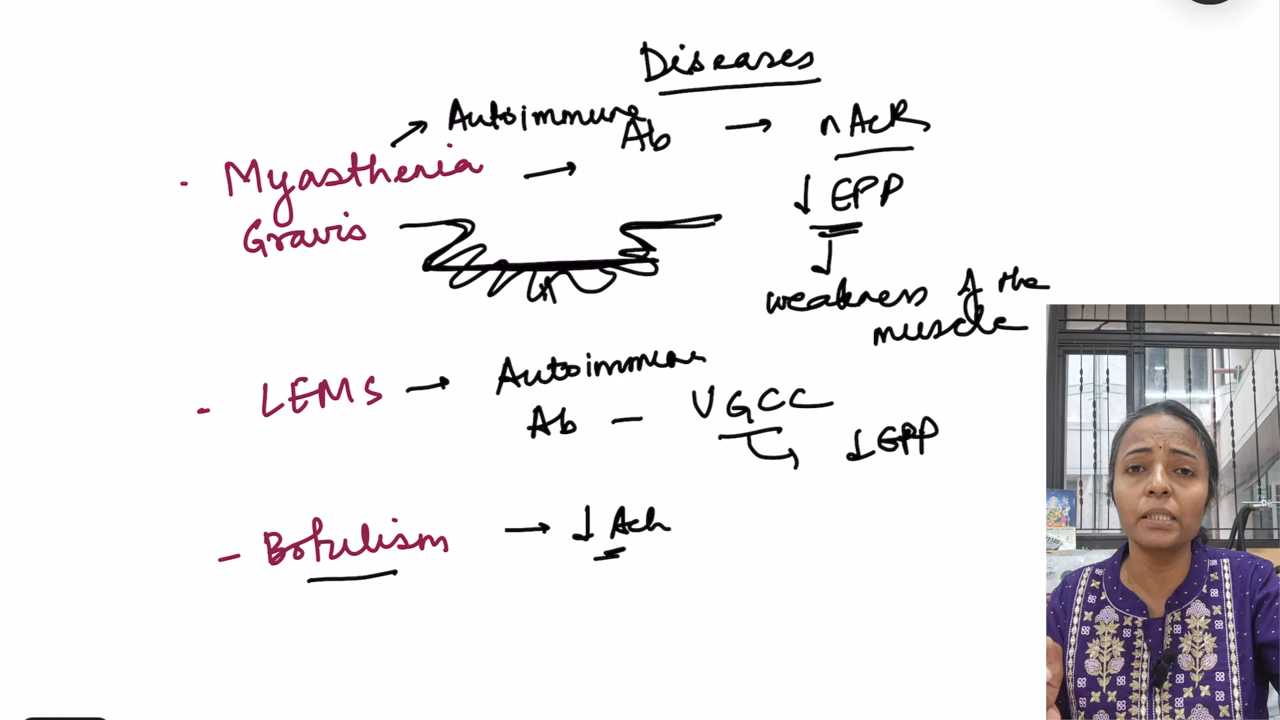 Diseases
Autoimmune
Ab → nAcR
· Myasthenia →
Gravis
↓ EPP
↓
weakness of the
muscle
- LEMS → Autoimmune
Ab - VGCC
↓ EPP
- Botulism → ↓ Ach